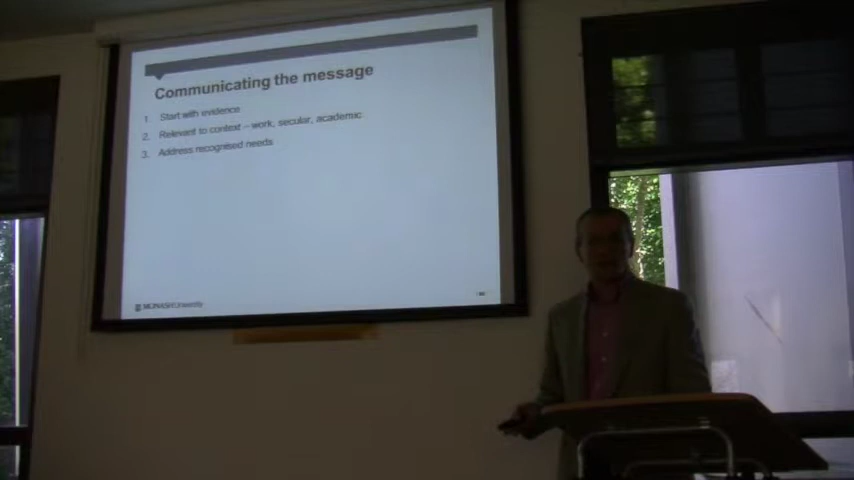 Communicating the message
1. Start with evidence
2. Relevant to context – work, secular, academic
3. Address recognised needs
MONASH University